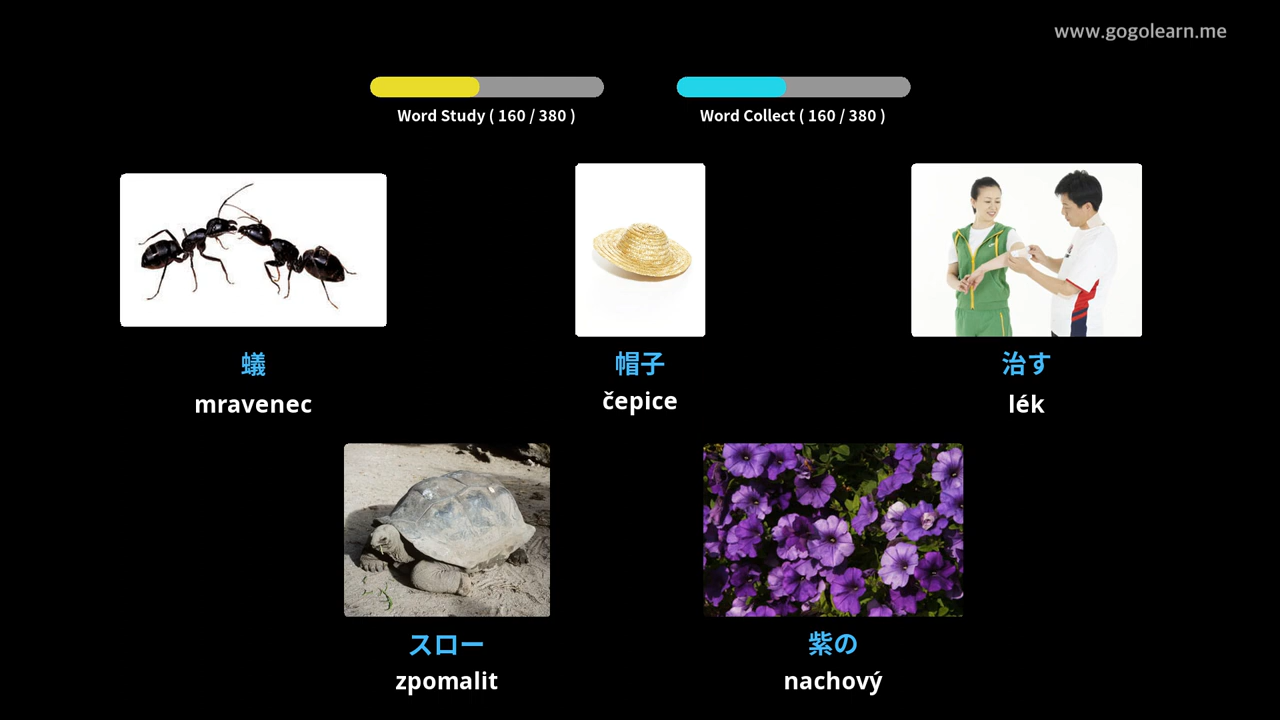 www.gogolearn.me
Word Study ( 160 / 380 )
Word Collect ( 160 / 380 )
蟻
mravenec
帽子
čepice
治す
lék
スロー
zpomalit
紫の
nachový